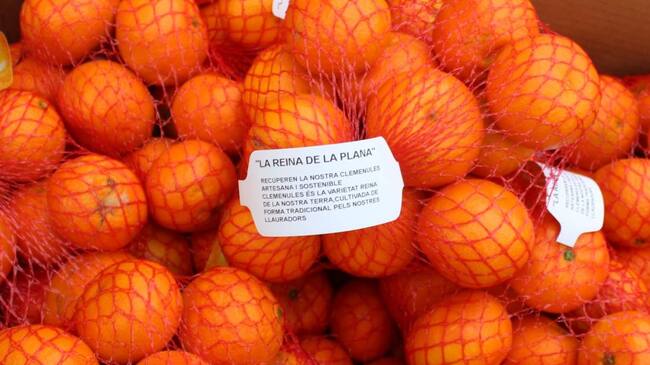 "LA REINA DE LA PLANA"
RECUPEREN LA NOSTRA CLEMENULES
ARTESANA I SOSTENIBLE
CLEMENULES ÉS LA VARIETAT REINA
DE LA NOSTRA TERRA, CULTIVADA DE
FORMA TRADICIONAL PELS NOSTRES
LLAURADORS
"LA R